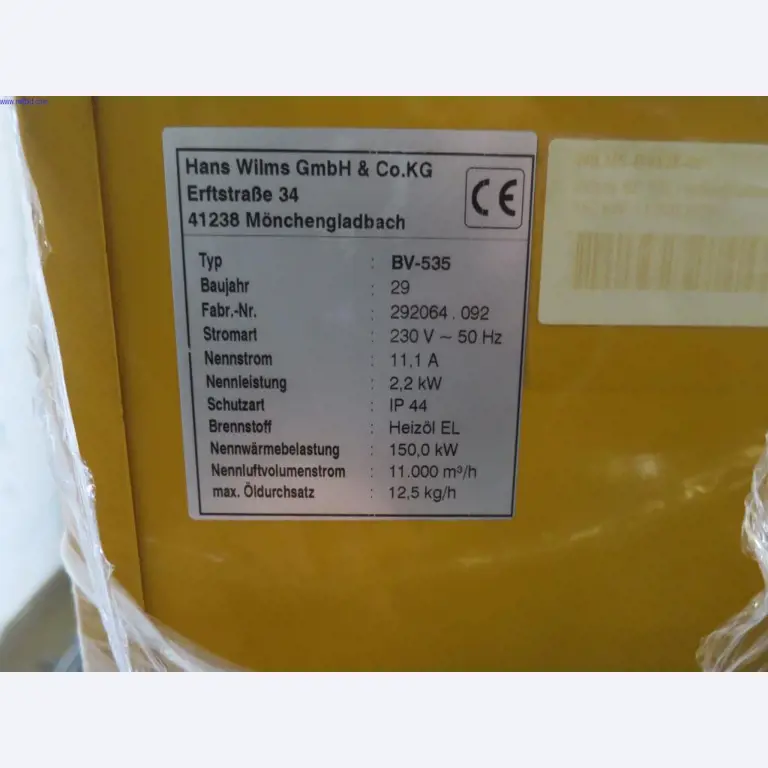 Hans Wilms GmbH & Co.KG
Erftstraße 34
41238 Mönchengladbach
CE
Typ : BV-535
Baujahr : 29
Fabr.-Nr. : 292064.092
Stromart : 230 V ~ 50 Hz
Nennstrom : 11,1 A
Nennleistung : 2,2 kW
Schutzart : IP 44
Brennstoff : Heizöl EL
Nennwärmebelastung : 150,0 kW
Nennluftvolumenstrom : 11.000 m³/h
max. Öldurchsatz : 12,5 kg/h